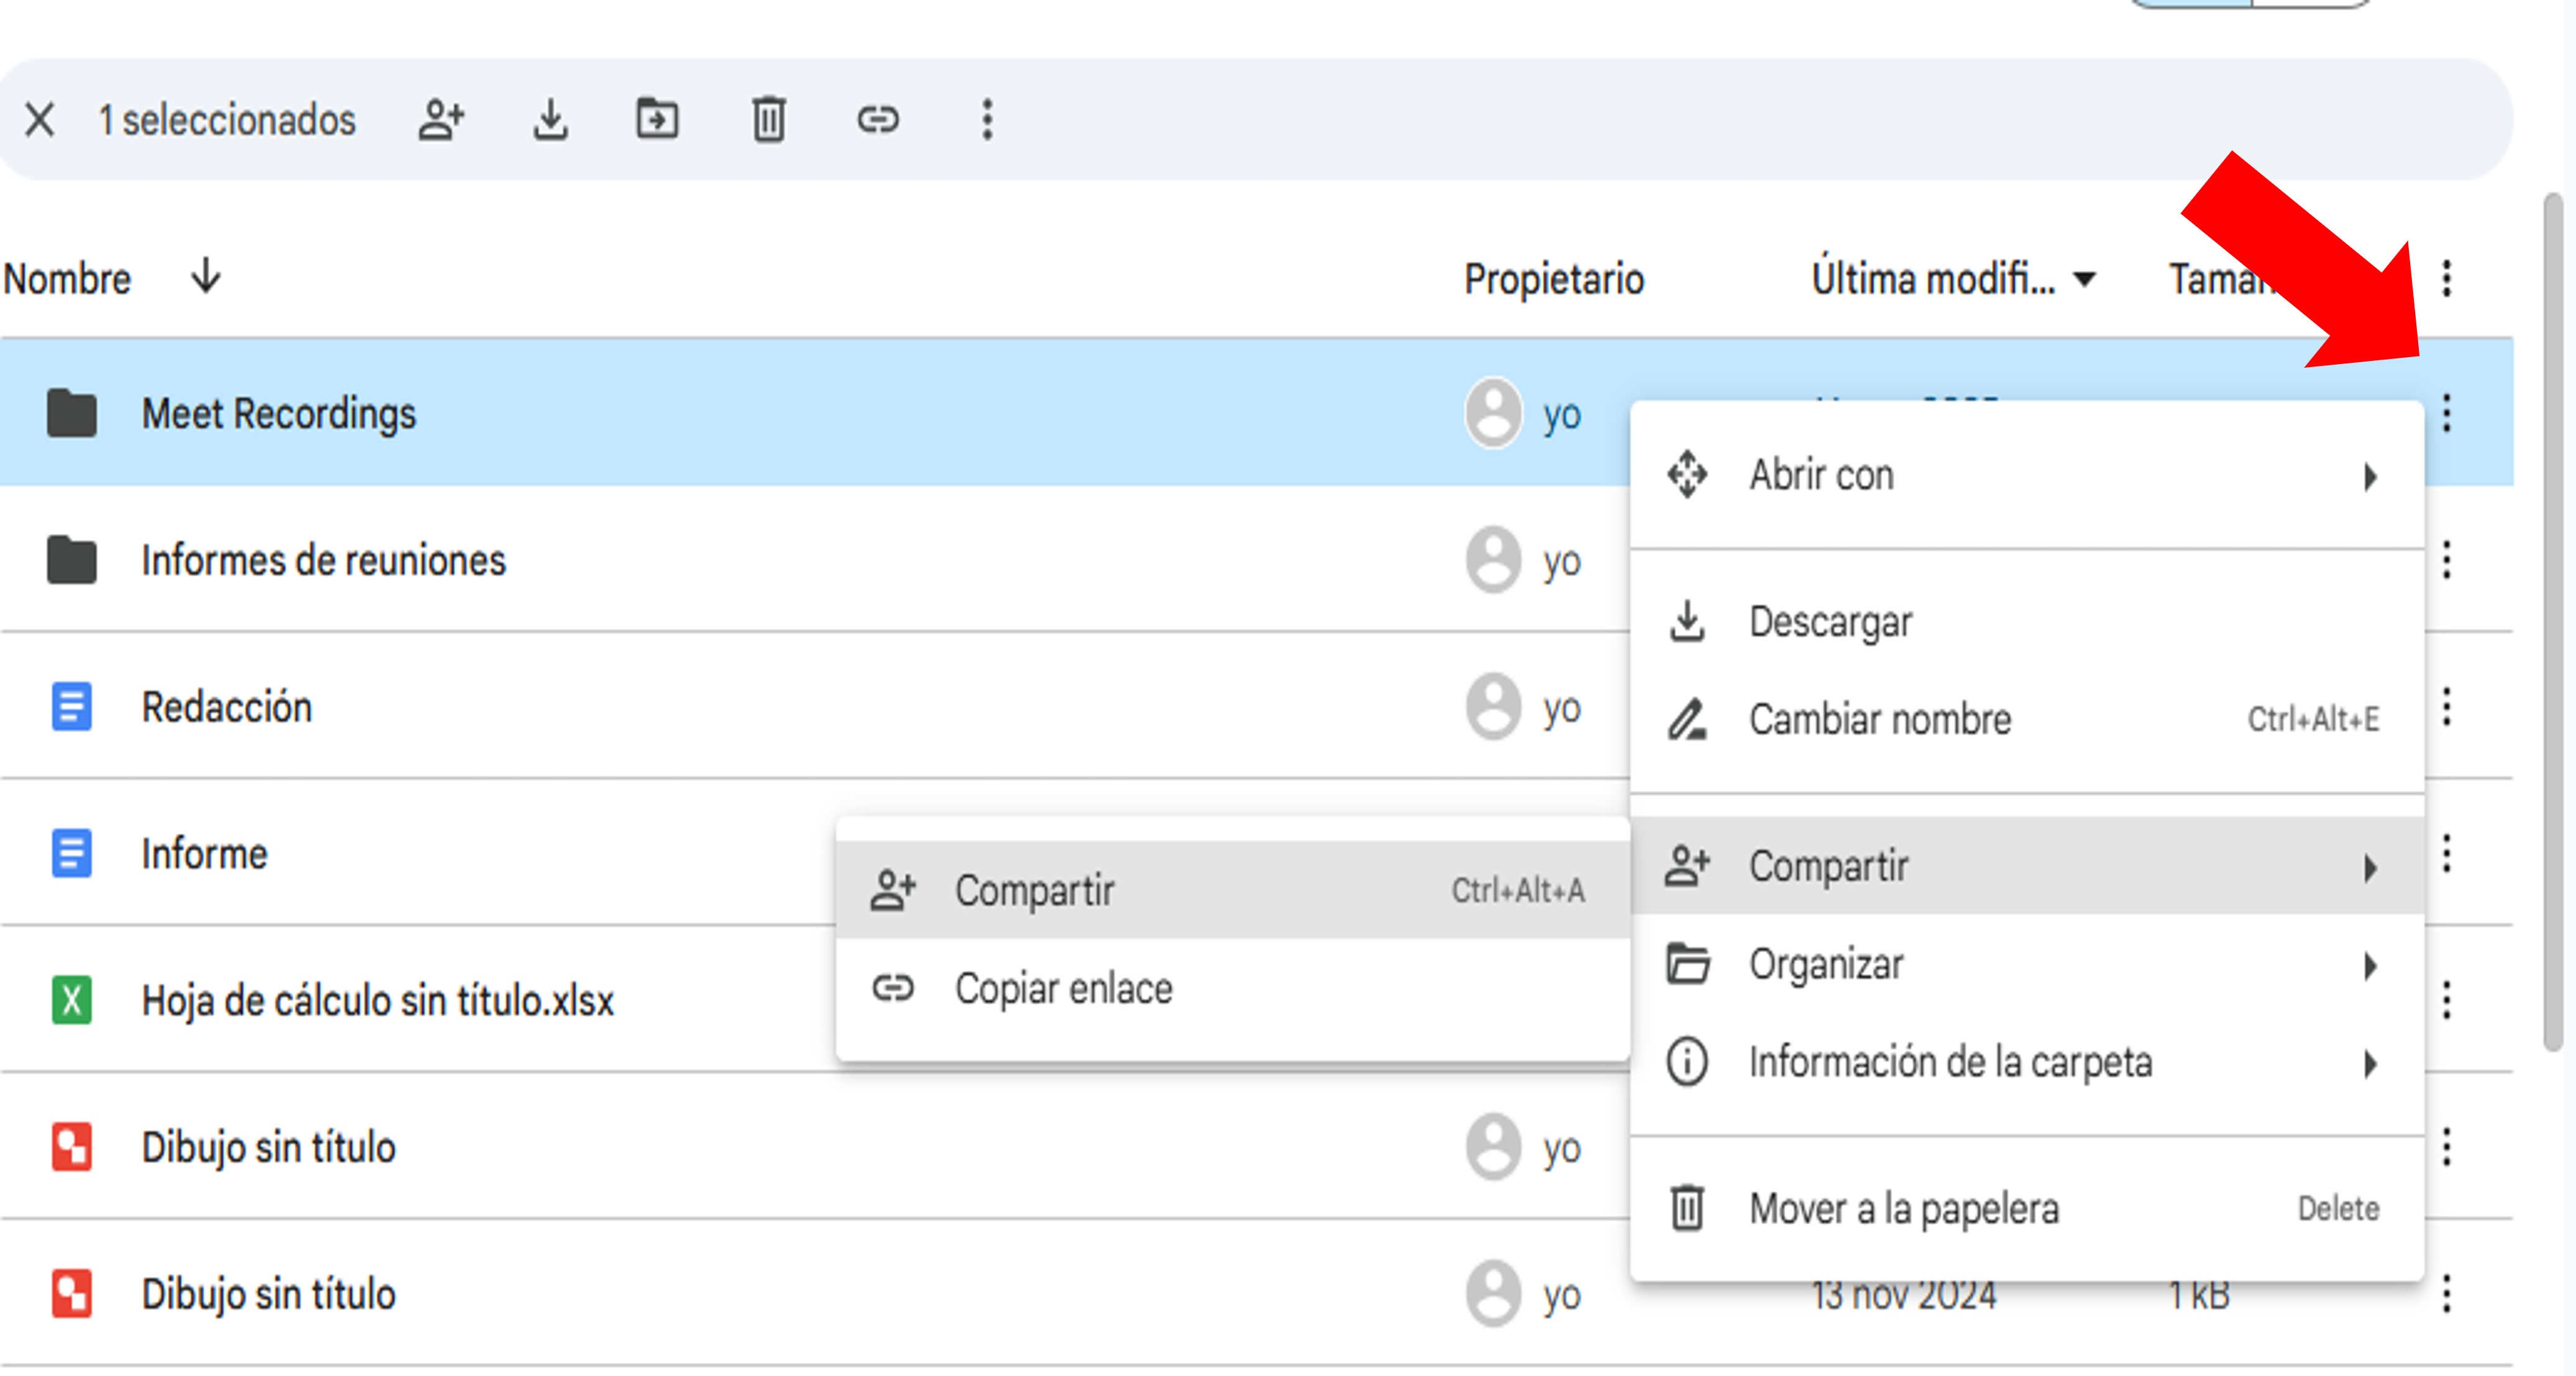 1 seleccionados
Nombre Propietario Última modifi...
Meet Recordings yo
Abrir con
Informes de reuniones yo
Descargar
Redacción yo
Cambiar nombre Ctrl+Alt+E
Informe
Compartir
Compartir Ctrl+Alt+A
Organizar
Copiar enlace
Hoja de cálculo sin título.xlsx
Información de la carpeta
Dibujo sin título yo
Mover a la papelera Delete
Dibujo sin título yo 13 nov 2024 1 kB